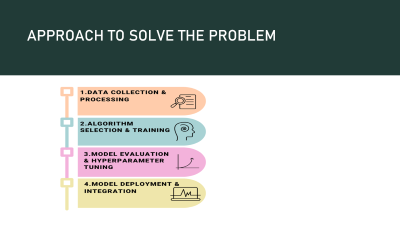 APPROACH TO SOLVE THE PROBLEM
1.DATA COLLECTION &
PROCESSING
2.ALGORITHM
SELECTION & TRAINING
3.MODEL EVALUATION
& HYPERPARAMETER
TUNING
4.MODEL DEPLOYMENT &
INTEGRATION